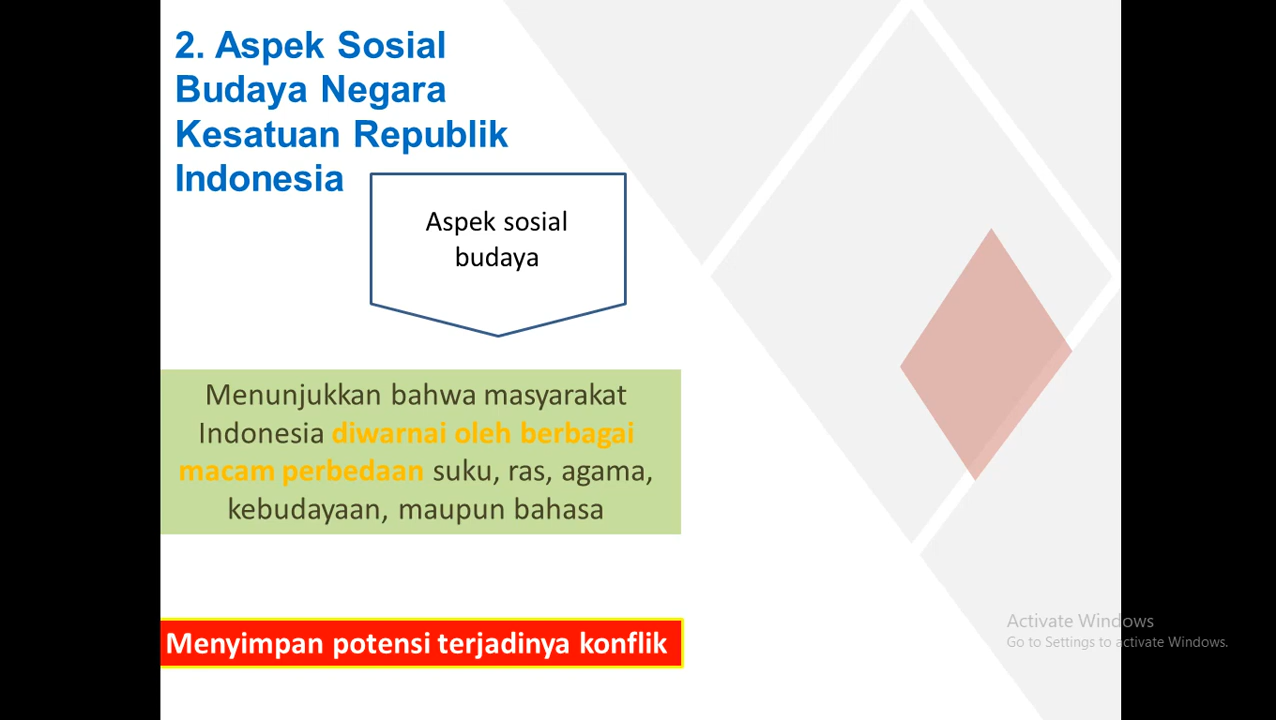 2. Aspek Sosial
Budaya Negara
Kesatuan Republik
Indonesia
Aspek sosial
budaya
Menunjukkan bahwa masyarakat
Indonesia diwarnai oleh berbagai
macam perbedaan suku, ras, agama,
kebudayaan, maupun bahasa
Menyimpan potensi terjadinya konflik
Activate Windows
Go to Settings to activate Windows.